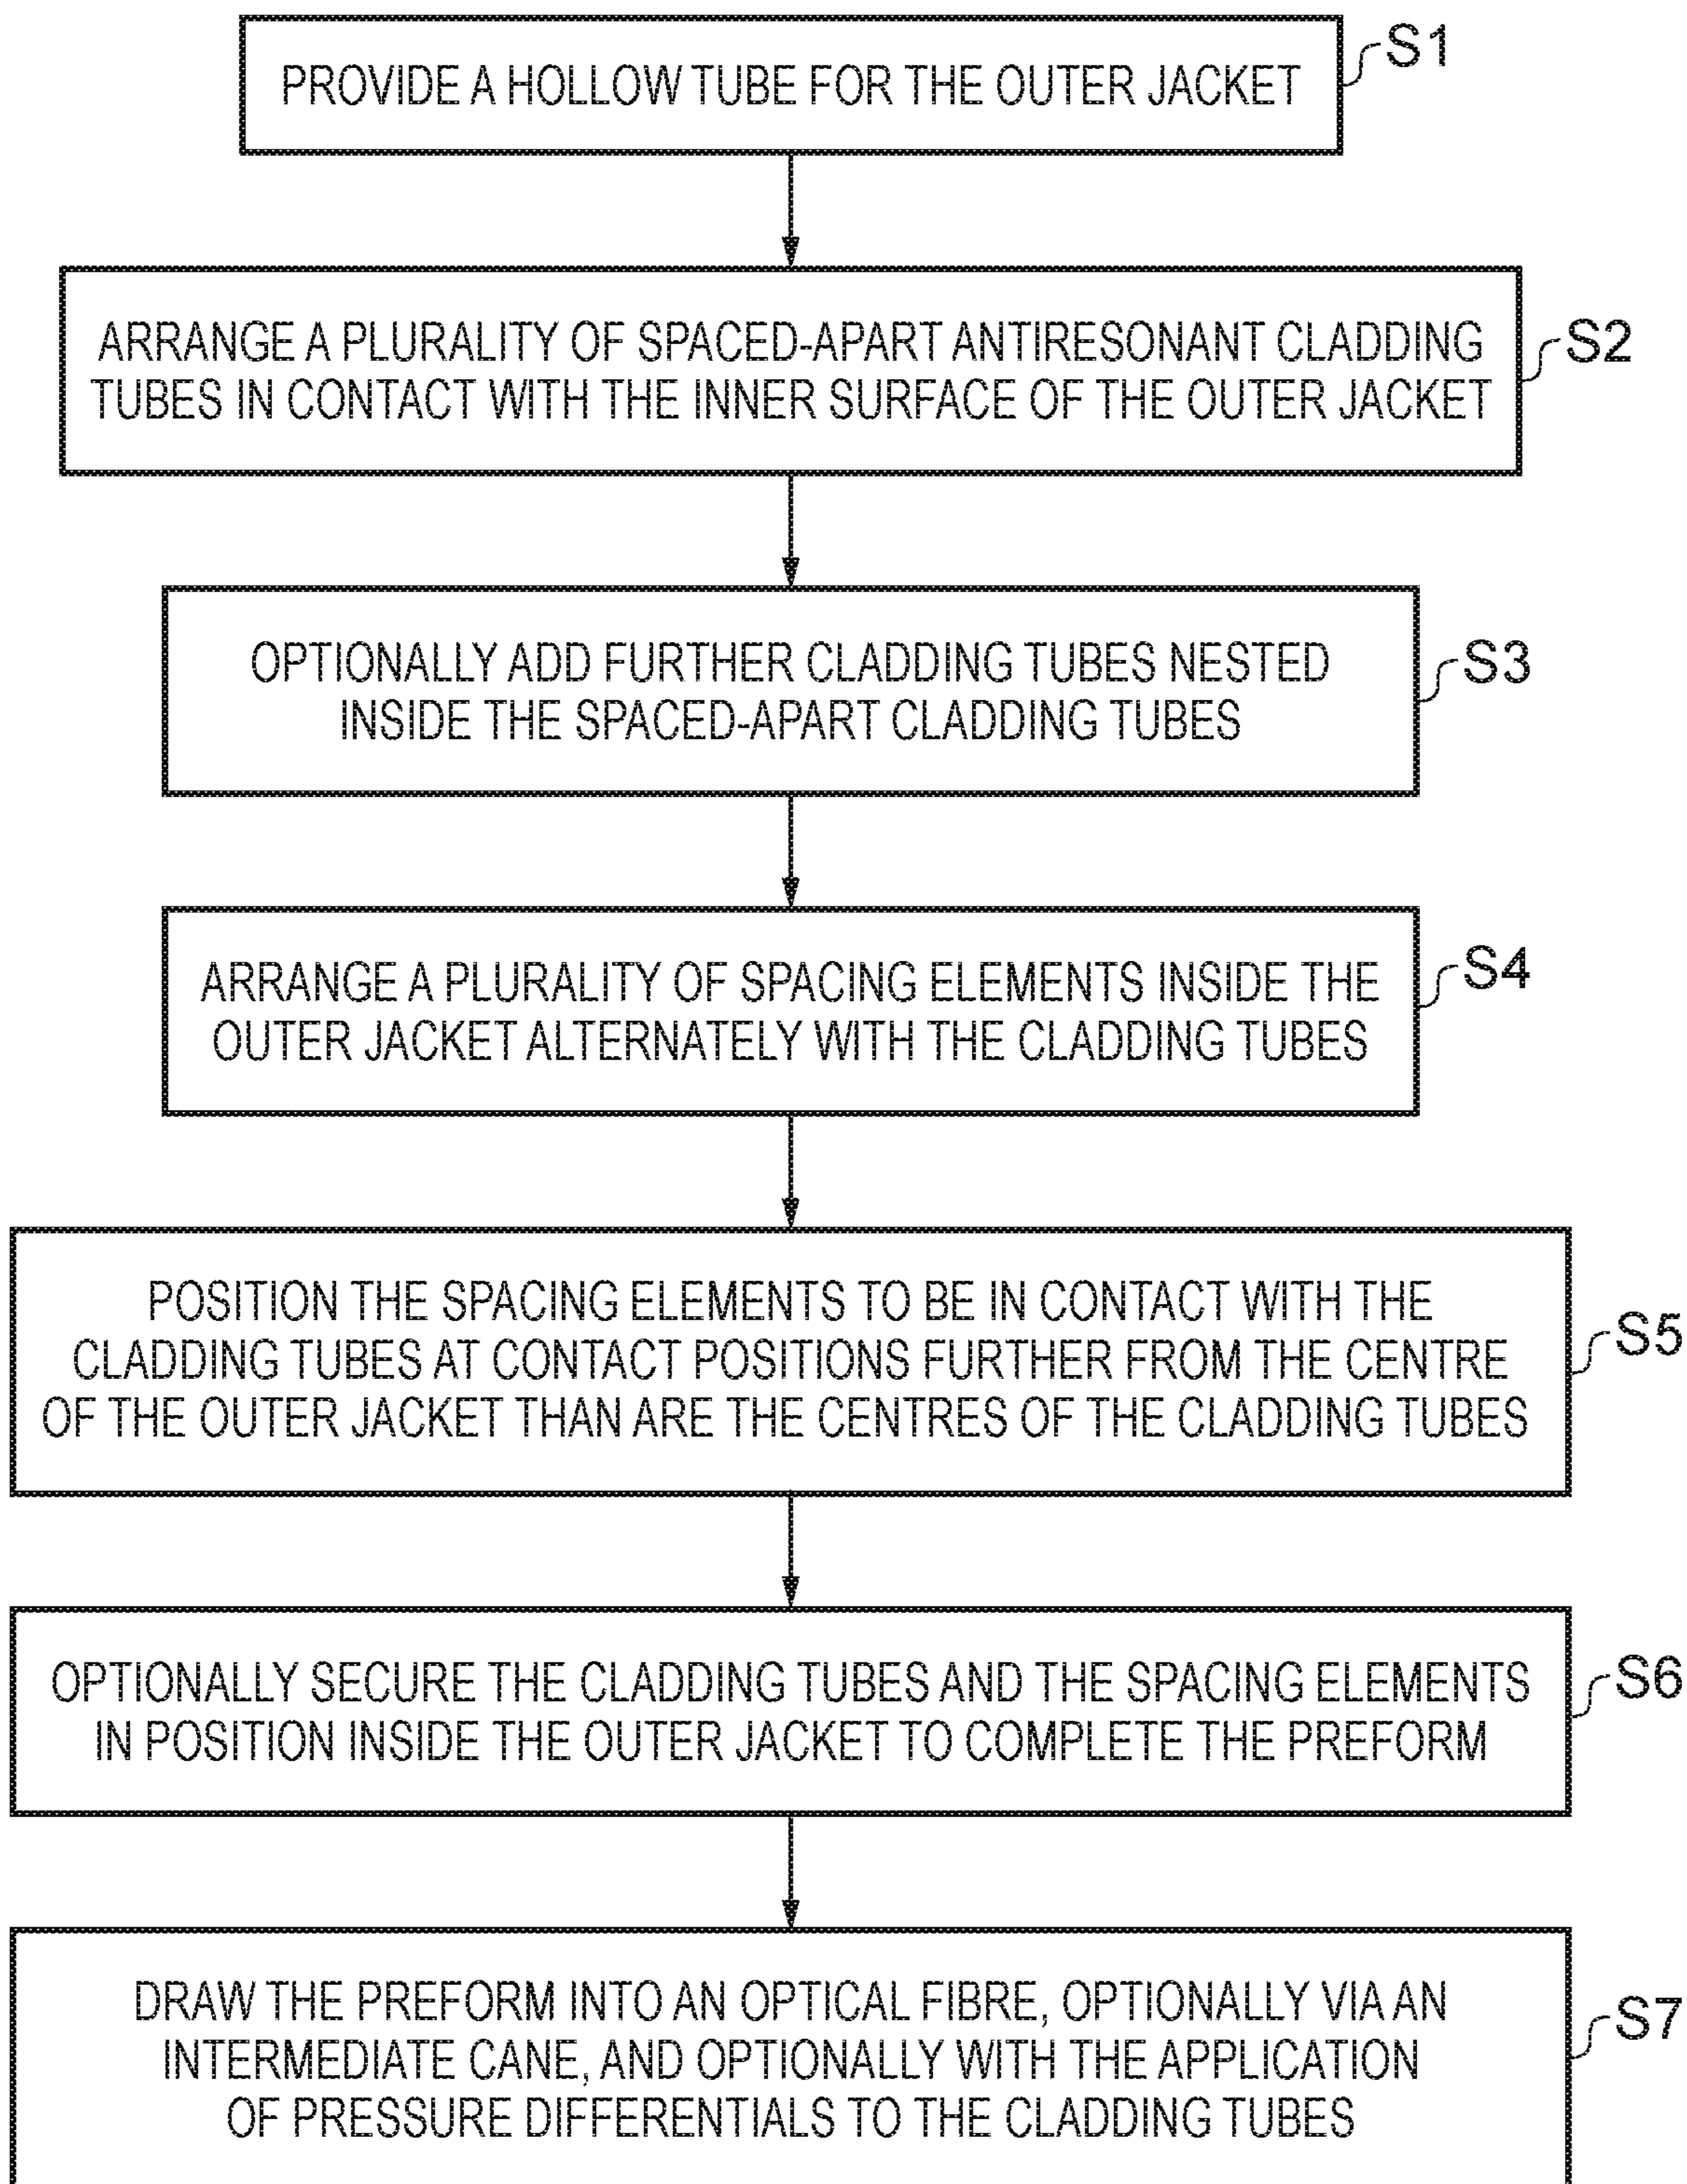 PROVIDE A HOLLOW TUBE FOR THE OUTER JACKET
S1
ARRANGE A PLURALITY OF SPACED-APART ANTIRESONANT CLADDING
TUBES IN CONTACT WITH THE INNER SURFACE OF THE OUTER JACKET
S2
OPTIONALLY ADD FURTHER CLADDING TUBES NESTED
INSIDE THE SPACED-APART CLADDING TUBES
S3
ARRANGE A PLURALITY OF SPACING ELEMENTS INSIDE THE
OUTER JACKET ALTERNATELY WITH THE CLADDING TUBES
S4
POSITION THE SPACING ELEMENTS TO BE IN CONTACT WITH THE
CLADDING TUBES AT CONTACT POSITIONS FURTHER FROM THE CENTRE
OF THE OUTER JACKET THAN ARE THE CENTRES OF THE CLADDING TUBES
S5
OPTIONALLY SECURE THE CLADDING TUBES AND THE SPACING ELEMENTS
IN POSITION INSIDE THE OUTER JACKET TO COMPLETE THE PREFORM
S6
DRAW THE PREFORM INTO AN OPTICAL FIBRE, OPTIONALLY VIA AN
INTERMEDIATE CANE, AND OPTIONALLY WITH THE APPLICATION
OF PRESSURE DIFFERENTIALS TO THE CLADDING TUBES
S7